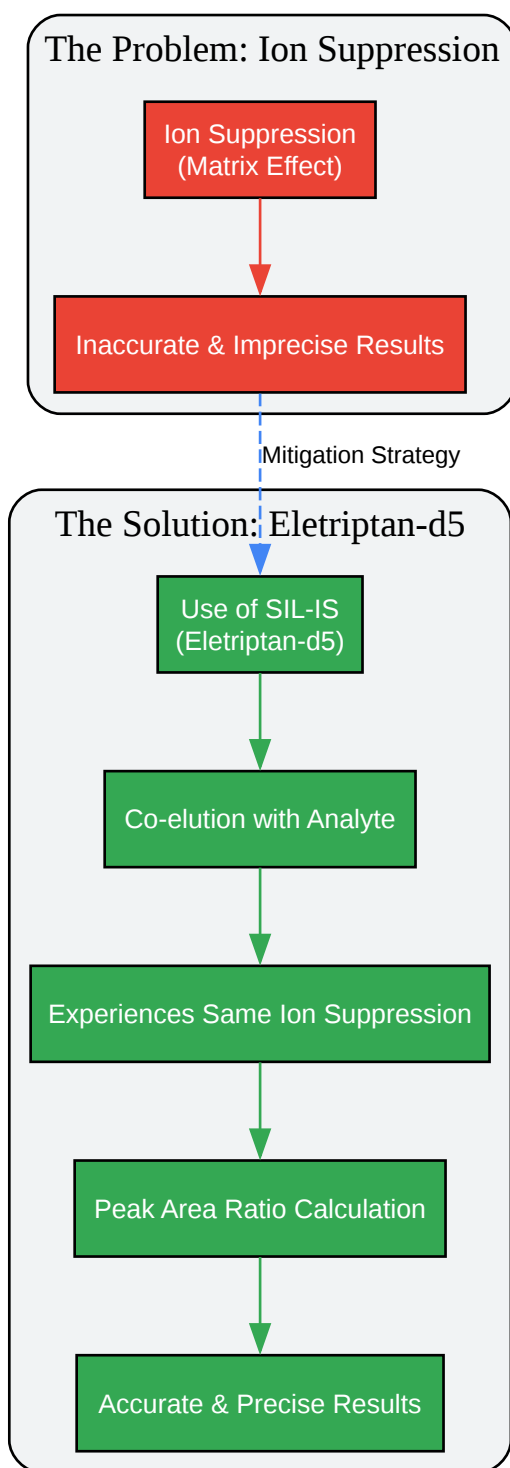 The Problem: Ion Suppression
Ion Suppression
(Matrix Effect)
Inaccurate & Imprecise Results
Mitigation Strategy
The Solution: Eletriptan-d5
Use of SIL-IS
(Eletriptan-d5)
Co-elution with Analyte
Experiences Same Ion Suppression
Peak Area Ratio Calculation
Accurate & Precise Results